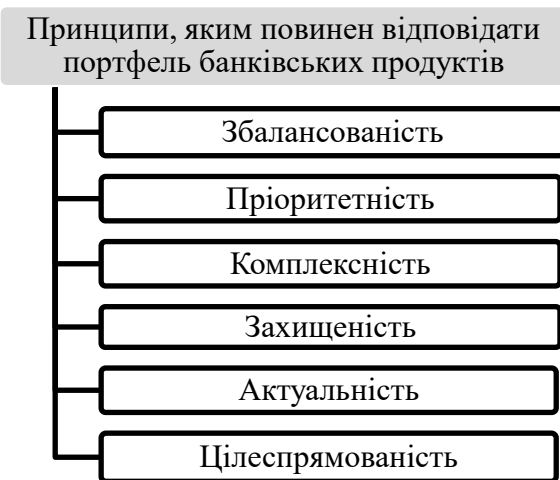 Принципи, яким повинен відповідати
портфель банківських продуктів
Збалансованість
Пріоритетність
Комплексність
Захищеність
Актуальність
Цілеспрямованість